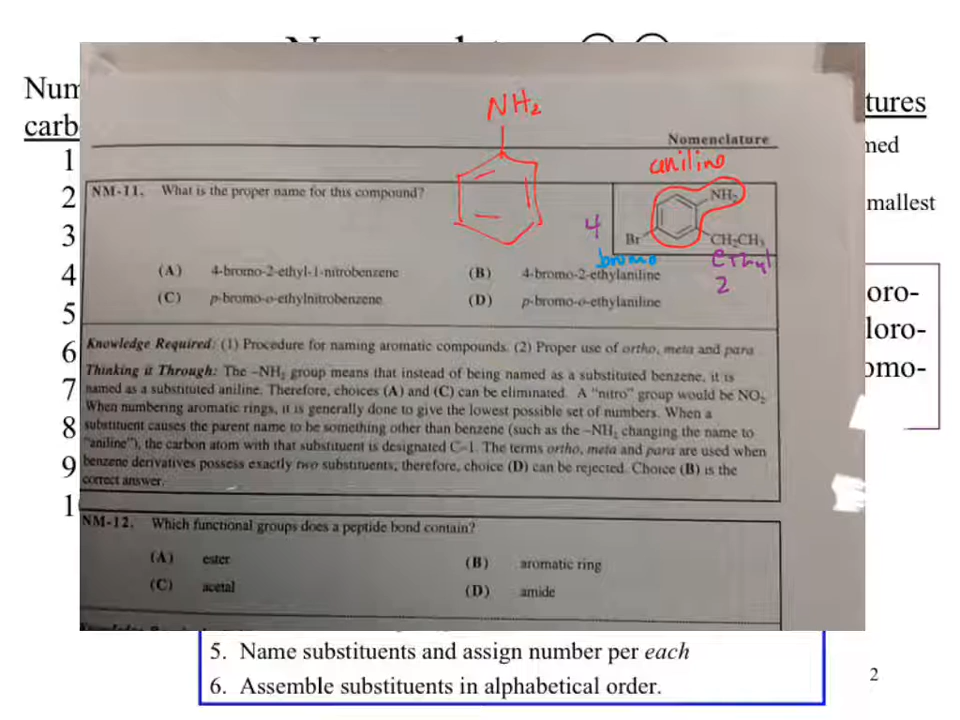 Num
carb
1
2
3
4
5
6
7
8
9
tures
ned
mallest
oro-
loro-
omo-
NH2
Nomenclature
aniline
NM-11. What is the proper name for this compound?
NH2
4
Br
CH2CH3
bromo
ethyl
2
(A) 4-bromo-2-ethyl-1-nitrobenzene (B) 4-bromo-2-ethylaniline
(C) p-bromo-o-ethylnitrobenzene (D) p-bromo-o-ethylaniline
Knowledge Required: (1) Procedure for naming aromatic compounds. (2) Proper use of ortho, meta and para
Thinking it Through: The –NH2 group means that instead of being named as a substituted benzene, it is
named as a substituted aniline. Therefore, choices (A) and (C) can be eliminated. A "nitro" group would be NO2.
When numbering aromatic rings, it is generally done to give the lowest possible set of numbers. When a
substituent causes the parent name to be something other than benzene (such as the –NH2 changing the name to
"aniline"), the carbon atom with that substituent is designated C–1. The terms ortho, meta and para are used when
benzene derivatives possess exactly two substituents, therefore, choice (D) can be rejected. Choice (B) is the
correct answer.
NM-12. Which functional groups does a peptide bond contain?
(A) ester (B) aromatic ring
(C) acetal (D) amide
5. Name substituents and assign number per each
6. Assemble substituents in alphabetical order.
2